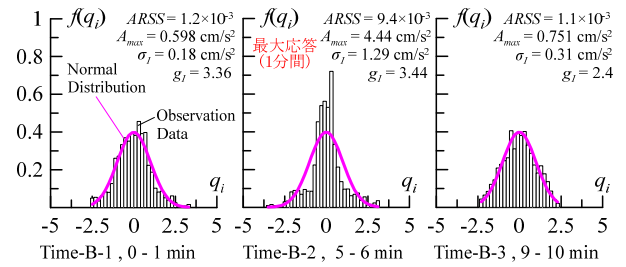 f(qi)
ARSS = 1.2×10-3
Amax = 0.598 cm/s2
σI = 0.18 cm/s2
gI = 3.36
Normal
Distribution
Observation
Data
1
0.8
0.6
0.4
0.2
qi
-5 -2.5 0 2.5 5
Time-B-1 , 0 - 1 min
f(qi)
ARSS = 9.4×10-3
Amax = 4.44 cm/s2
σI = 1.29 cm/s2
gI = 3.44
最大応答
(1分間)
qi
-5 -2.5 0 2.5 5
Time-B-2 , 5 - 6 min
f(qi)
ARSS = 1.1×10-3
Amax = 0.751 cm/s2
σI = 0.31 cm/s2
gI = 2.4
qi
-5 -2.5 0 2.5 5
Time-B-3 , 9 - 10 min